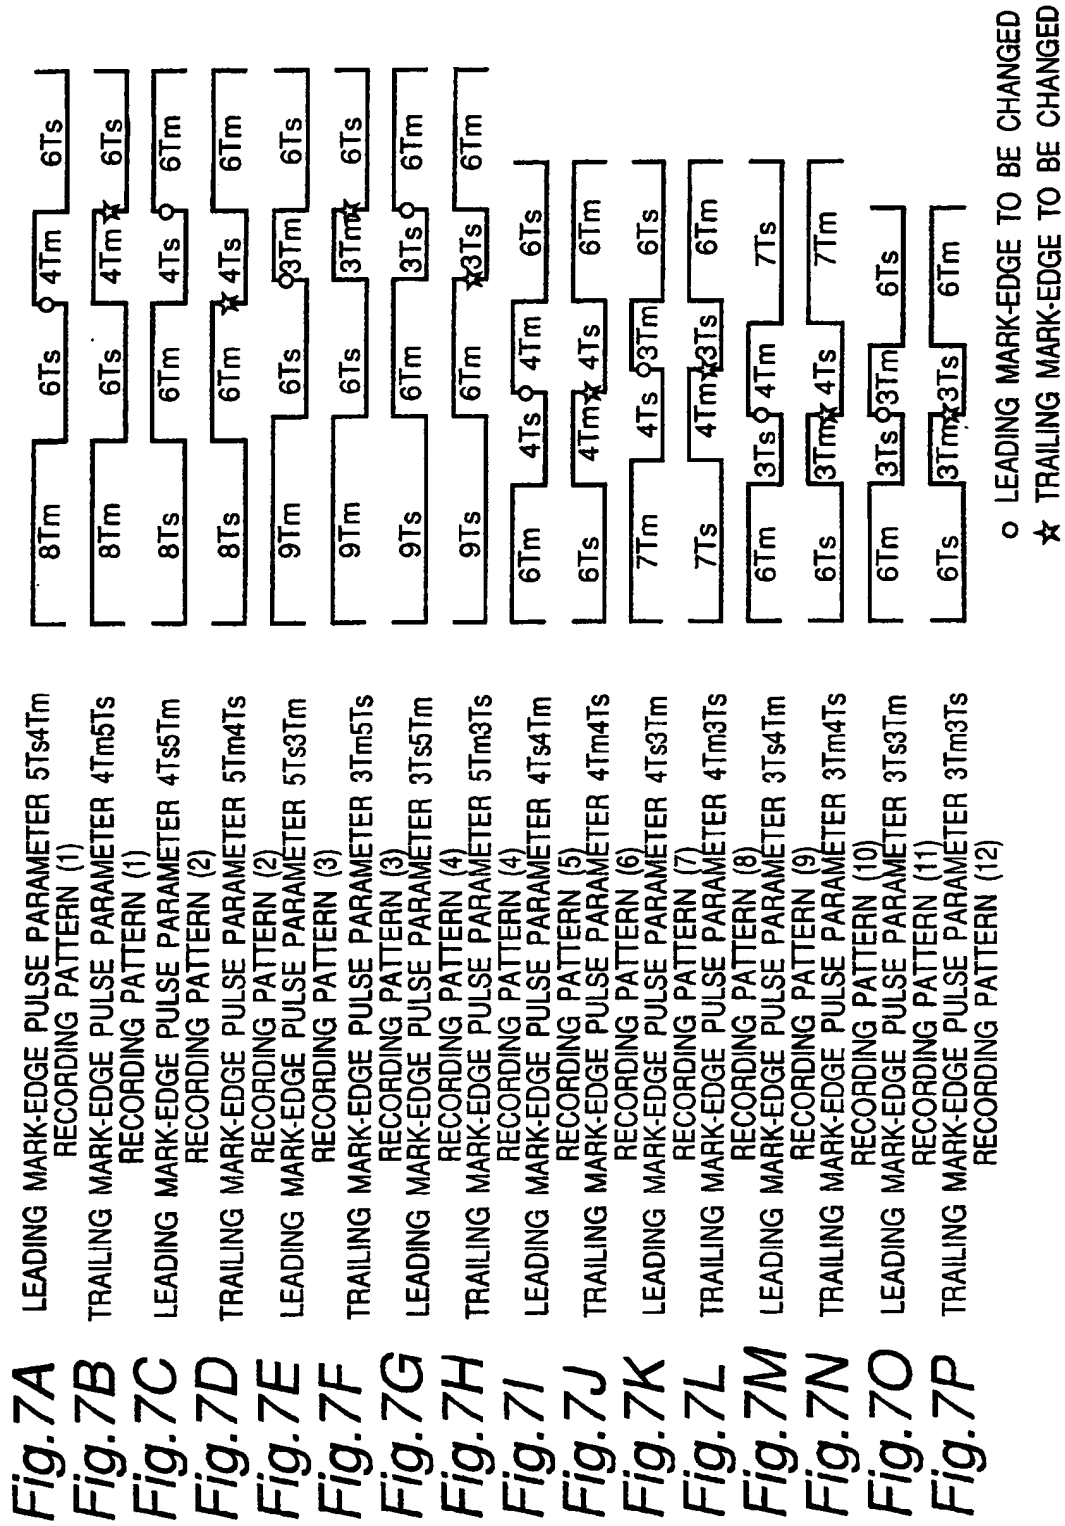 Fig.7A LEADING MARK-EDGE PULSE PARAMETER 5Ts4Tm 8Tm 6Ts 4Tm 6Ts
RECORDING PATTERN (1)
Fig.7B TRAILING MARK-EDGE PULSE PARAMETER 4Tm5Ts 8Tm 6Ts 4Tm 6Ts
RECORDING PATTERN (1)
Fig.7C LEADING MARK-EDGE PULSE PARAMETER 4Ts5Tm 8Ts 6Tm 4Ts 6Tm
RECORDING PATTERN (2)
Fig.7D TRAILING MARK-EDGE PULSE PARAMETER 5Tm4Ts 8Ts 6Tm 4Ts 6Tm
RECORDING PATTERN (2)
Fig.7E LEADING MARK-EDGE PULSE PARAMETER 5Ts3Tm 9Tm 6Ts 3Tm 6Ts
RECORDING PATTERN (3)
Fig.7F TRAILING MARK-EDGE PULSE PARAMETER 3Tm5Ts 9Tm 6Ts 3Tm 6Ts
RECORDING PATTERN (3)
Fig.7G LEADING MARK-EDGE PULSE PARAMETER 3Ts5Tm 9Ts 6Tm 3Ts 6Tm
RECORDING PATTERN (4)
Fig.7H TRAILING MARK-EDGE PULSE PARAMETER 5Tm3Ts 9Ts 6Tm 3Ts 6Tm
RECORDING PATTERN (4)
Fig.7I LEADING MARK-EDGE PULSE PARAMETER 4Ts4Tm 6Tm 4Ts 4Tm 6Ts
RECORDING PATTERN (5)
Fig.7J TRAILING MARK-EDGE PULSE PARAMETER 4Tm4Ts 6Ts 4Tm 4Ts 6Tm
RECORDING PATTERN (6)
Fig.7K LEADING MARK-EDGE PULSE PARAMETER 4Ts3Tm 7Tm 4Ts 3Tm 6Ts
RECORDING PATTERN (7)
Fig.7L TRAILING MARK-EDGE PULSE PARAMETER 4Tm3Ts 7Ts 4Tm 3Ts 6Tm
RECORDING PATTERN (8)
Fig.7M LEADING MARK-EDGE PULSE PARAMETER 3Ts4Tm 6Tm 3Ts 4Tm 7Ts
RECORDING PATTERN (9)
Fig.7N TRAILING MARK-EDGE PULSE PARAMETER 3Tm4Ts 6Ts 3Tm 4Ts 7Tm
RECORDING PATTERN (10)
Fig.7O LEADING MARK-EDGE PULSE PARAMETER 3Ts3Tm 6Tm 3Ts 3Tm 6Ts
RECORDING PATTERN (11)
Fig.7P TRAILING MARK-EDGE PULSE PARAMETER 3Tm3Ts 6Ts 3Tm 3Ts 6Tm
RECORDING PATTERN (12)
○ LEADING MARK-EDGE TO BE CHANGED
☆ TRAILING MARK-EDGE TO BE CHANGED